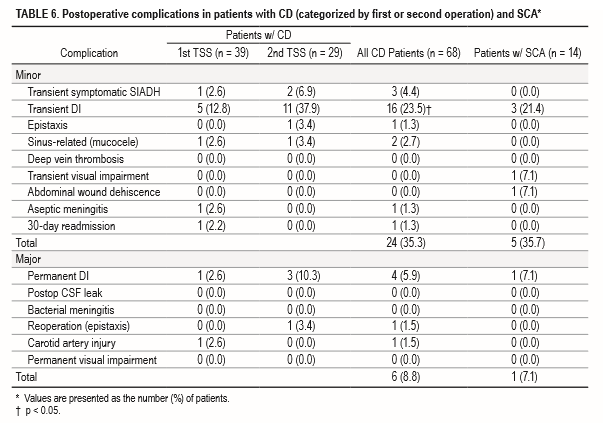 TABLE 6. Postoperative complications in patients with CD (categorized by first or second operation) and SCA*
Patients w/ CD
Complication 1st TSS (n = 39) 2nd TSS (n = 29) All CD Patients (n = 68) Patients w/ SCA (n = 14)
Minor
Transient symptomatic SIADH 1 (2.6) 2 (6.9) 3 (4.4) 0 (0.0)
Transient DI 5 (12.8) 11 (37.9) 16 (23.5)† 3 (21.4)
Epistaxis 0 (0.0) 1 (3.4) 1 (1.3) 0 (0.0)
Sinus-related (mucocele) 1 (2.6) 1 (3.4) 2 (2.7) 0 (0.0)
Deep vein thrombosis 0 (0.0) 0 (0.0) 0 (0.0) 0 (0.0)
Transient visual impairment 0 (0.0) 0 (0.0) 0 (0.0) 1 (7.1)
Abdominal wound dehiscence 0 (0.0) 0 (0.0) 0 (0.0) 1 (7.1)
Aseptic meningitis 1 (2.6) 0 (0.0) 1 (1.3) 0 (0.0)
30-day readmission 1 (2.2) 0 (0.0) 1 (1.3) 0 (0.0)
Total 24 (35.3) 5 (35.7)
Major
Permanent DI 1 (2.6) 3 (10.3) 4 (5.9) 1 (7.1)
Postop CSF leak 0 (0.0) 0 (0.0) 0 (0.0) 0 (0.0)
Bacterial meningitis 0 (0.0) 0 (0.0) 0 (0.0) 0 (0.0)
Reoperation (epistaxis) 0 (0.0) 1 (3.4) 1 (1.5) 0 (0.0)
Carotid artery injury 1 (2.6) 0 (0.0) 1 (1.5) 0 (0.0)
Permanent visual impairment 0 (0.0) 0 (0.0) 0 (0.0) 0 (0.0)
Total 6 (8.8) 1 (7.1)
* Values are presented as the number (%) of patients.
† p < 0.05.